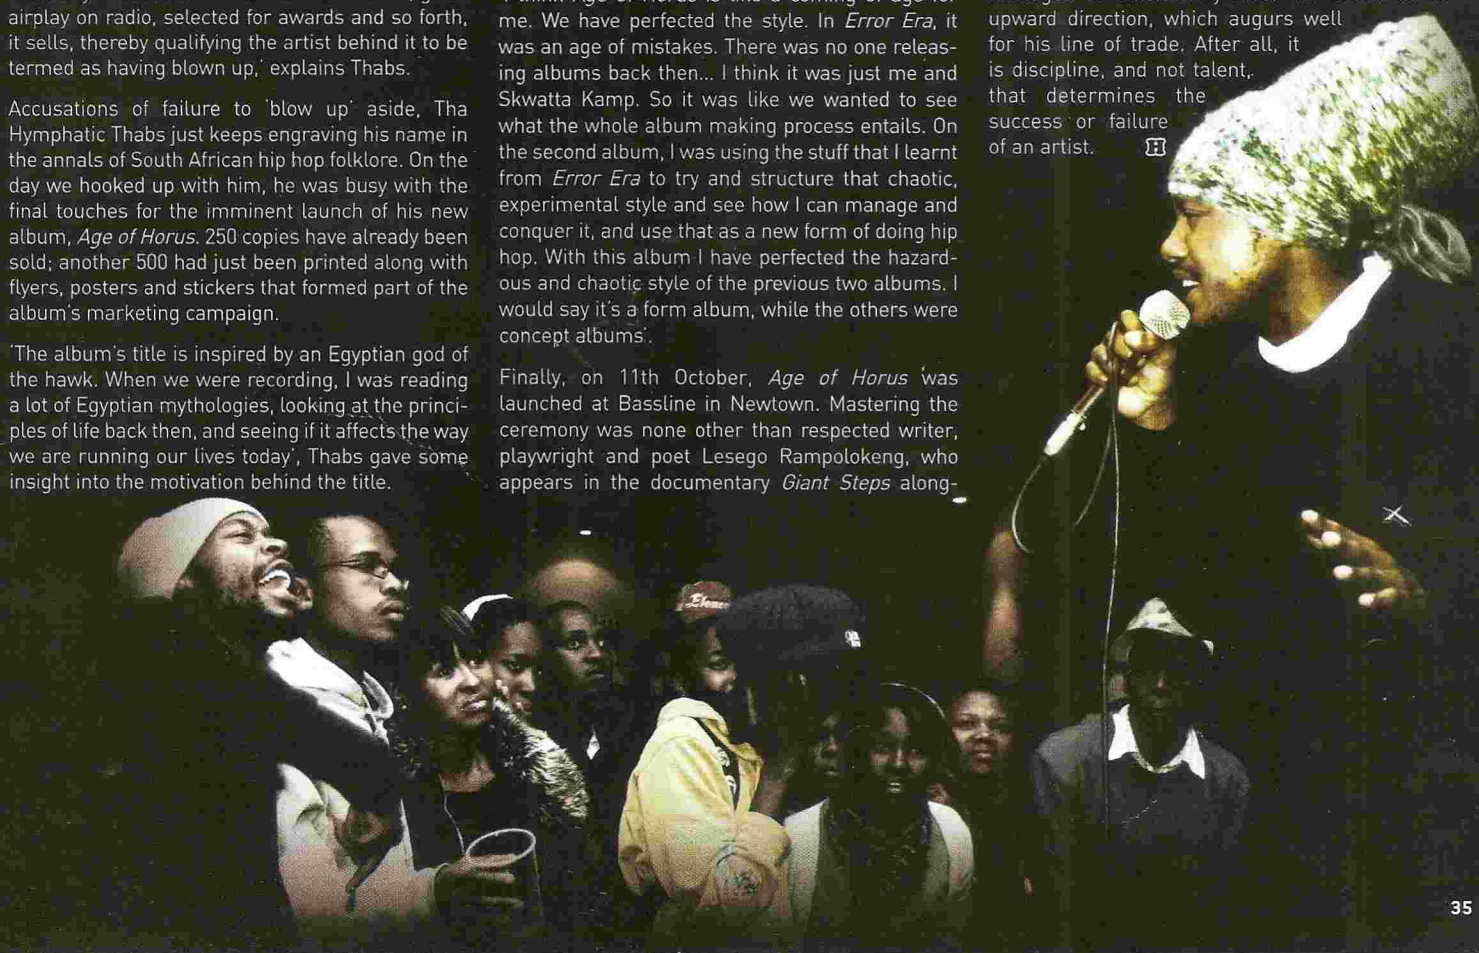 airplay on radio, selected for awards and so forth,
it sells, thereby qualifying the artist behind it to be
termed as having blown up,' explains Thabs.
Accusations of failure to 'blow up' aside, Tha
Hymphatic Thabs just keeps engraving his name in
the annals of South African hip hop folklore. On the
day we hooked up with him, he was busy with the
final touches for the imminent launch of his new
album, Age of Horus. 250 copies have already been
sold; another 500 had just been printed along with
flyers, posters and stickers that formed part of the
album's marketing campaign.
'The album's title is inspired by an Egyptian god of
the hawk. When we were recording, I was reading
a lot of Egyptian mythologies, looking at the princi-
ples of life back then, and seeing if it affects the way
we are running our lives today', Thabs gave some
insight into the motivation behind the title.
me. We have perfected the style. In Error Era, it
was an age of mistakes. There was no one releas-
ing albums back then... I think it was just me and
Skwatta Kamp. So it was like we wanted to see
what the whole album making process entails. On
the second album, I was using the stuff that I learnt
from Error Era to try and structure that chaotic,
experimental style and see how I can manage and
conquer it, and use that as a new form of doing hip
hop. With this album I have perfected the hazard-
ous and chaotic style of the previous two albums. I
would say it's a form album, while the others were
concept albums'.
Finally, on 11th October, Age of Horus was
launched at Bassline in Newtown. Mastering the
ceremony was none other than respected writer,
playwright and poet Lesego Rampolokeng, who
appears in the documentary Giant Steps along-
upward direction, which augurs well
for his line of trade. After all, it
is discipline, and not talent,
that determines the
success or failure
of an artist.
35